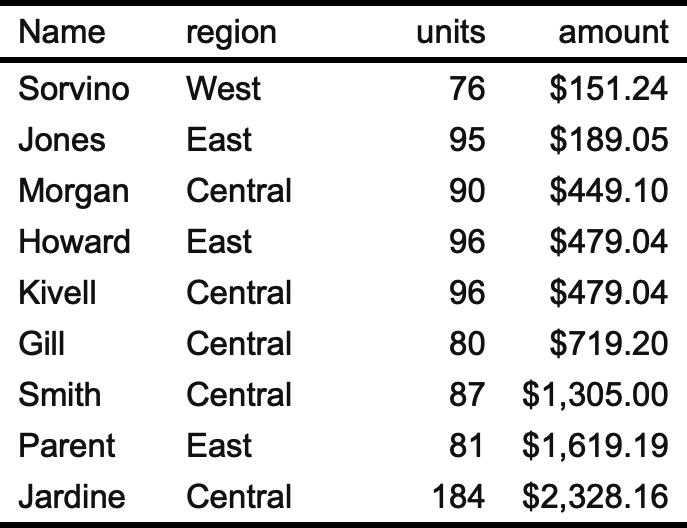 Name region units amount
Sorvino West 76 $151.24
Jones East 95 $189.05
Morgan Central 90 $449.10
Howard East 96 $479.04
Kivell Central 96 $479.04
Gill Central 80 $719.20
Smith Central 87 $1,305.00
Parent East 81 $1,619.19
Jardine Central 184 $2,328.16